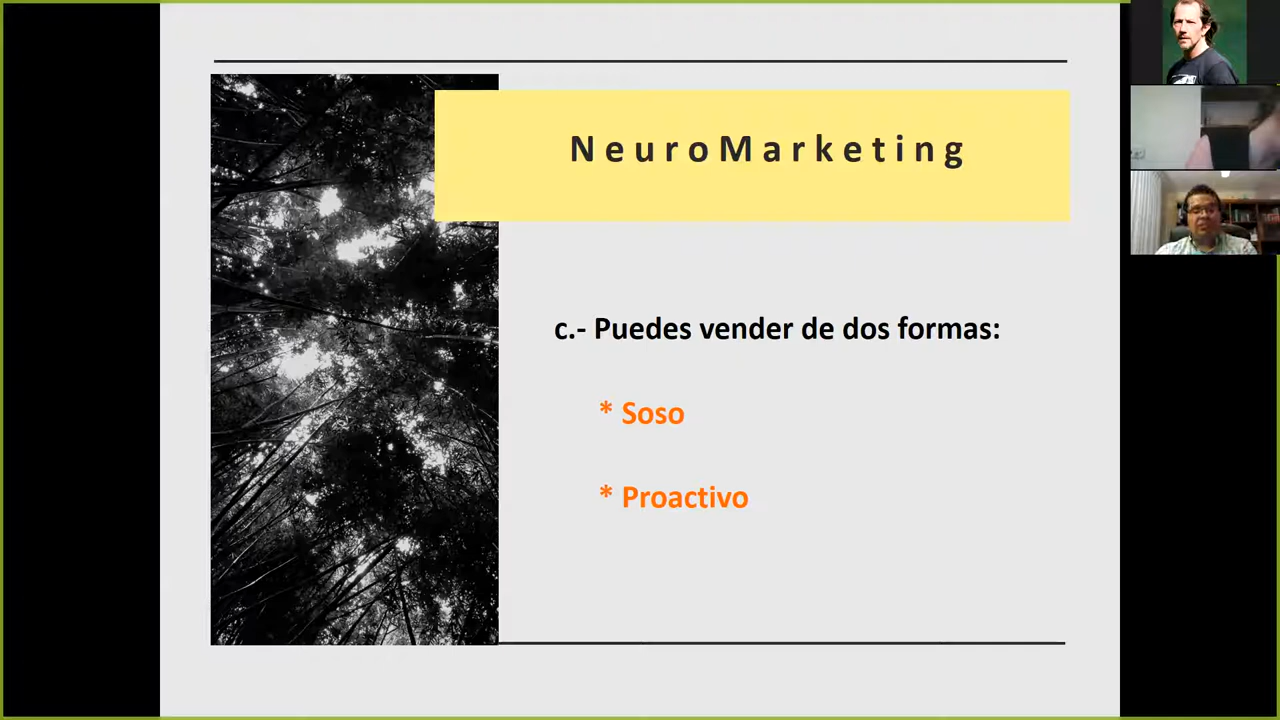 NeuroMarketing
c.- Puedes vender de dos formas:
* Soso
* Proactivo